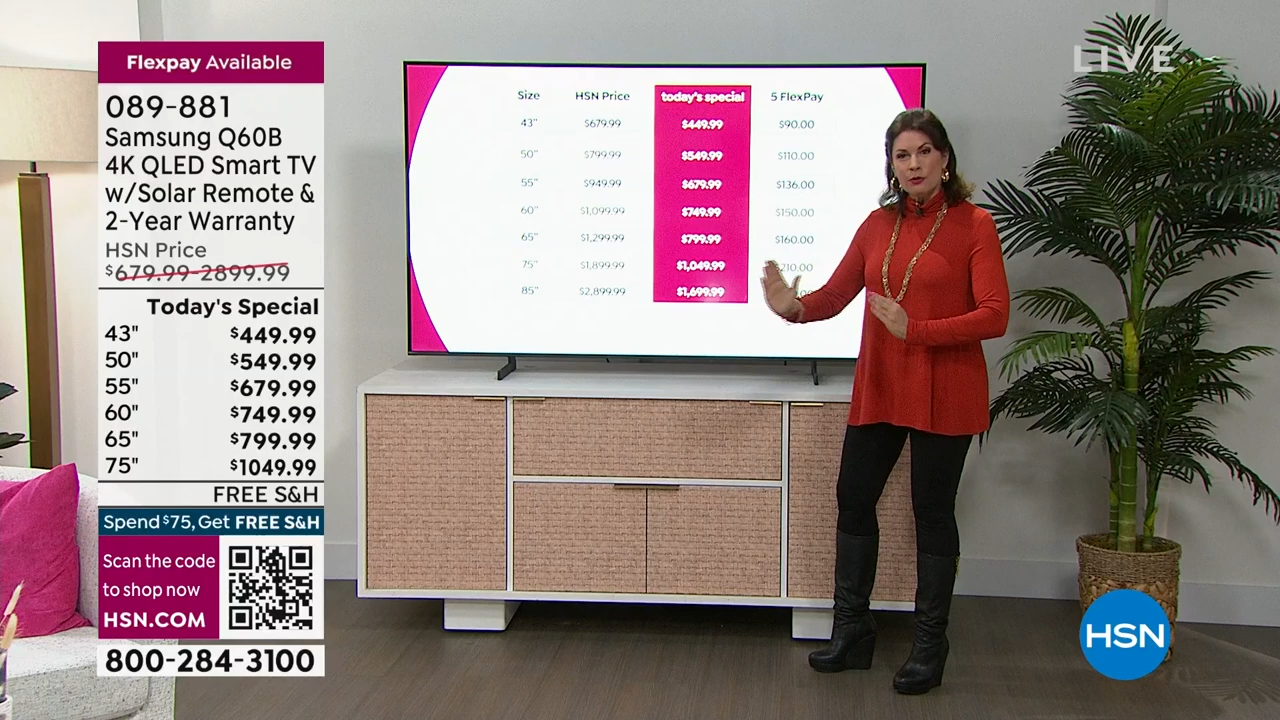 Flexpay Available
089-881
Samsung Q60B
4K QLED Smart TV
w/Solar Remote &
2-Year Warranty
HSN Price
$679.99-2899.99
Today's Special
43" $449.99
50" $549.99
55" $679.99
60" $749.99
65" $799.99
75" $1049.99
FREE S&H
Spend $75, Get FREE S&H
Scan the code
to shop now
HSN.COM
800-284-3100
Size HSN Price today's special 5 FlexPay
43" $679.99 $449.99 $90.00
50" $799.99 $549.99 $110.00
55" $949.99 $679.99 $136.00
60" $1,099.99 $749.99 $150.00
65" $1,299.99 $799.99 $160.00
75" $1,899.99 $1,049.99 $210.00
85" $2,899.99 $1,699.99
LIVE
HSN